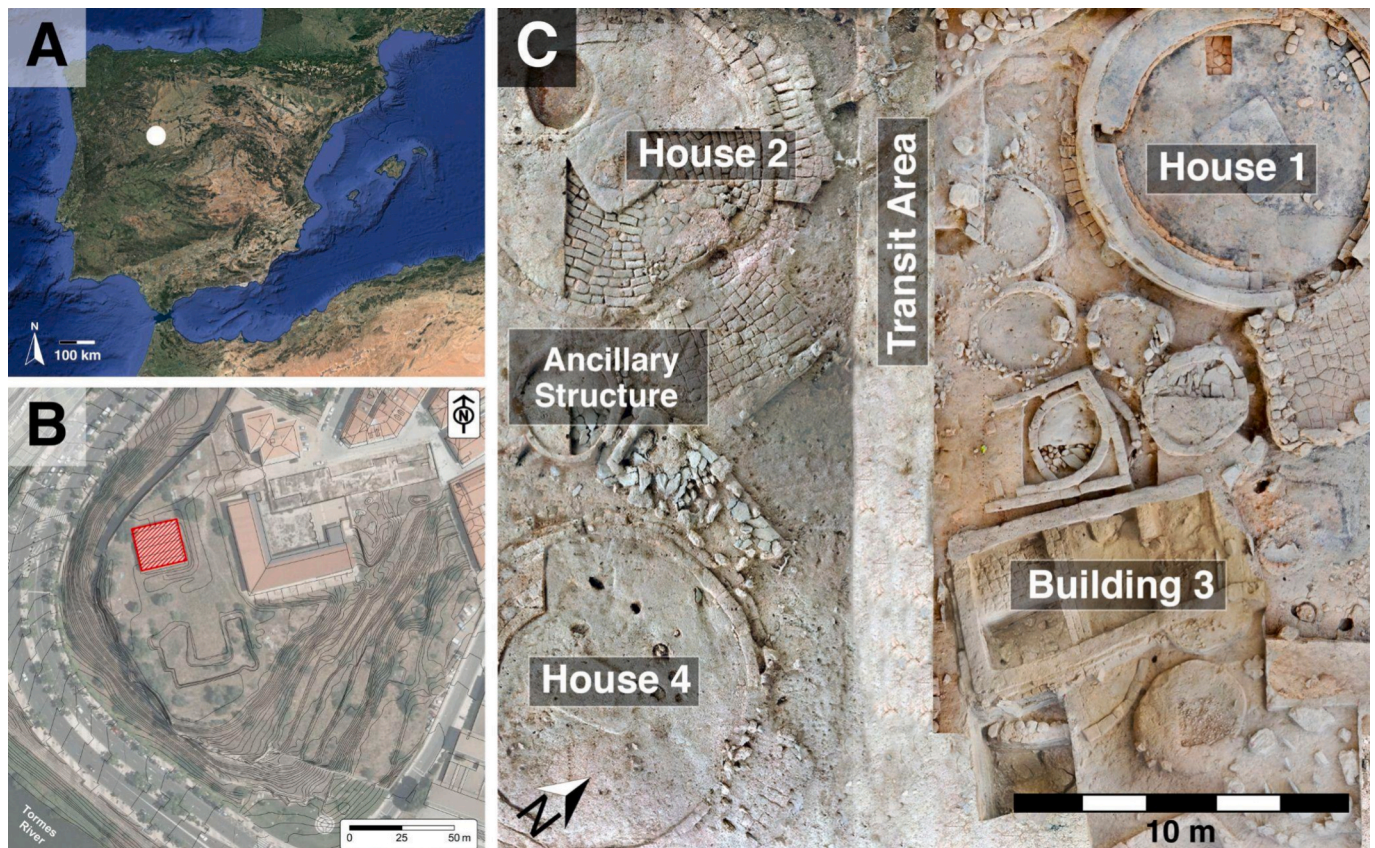 A
N
100 km
B
N
Tormes
River
0 25 50 m
C
House 2
Transit Area
House 1
Ancillary
Structure
Building 3
House 4
N
10 m